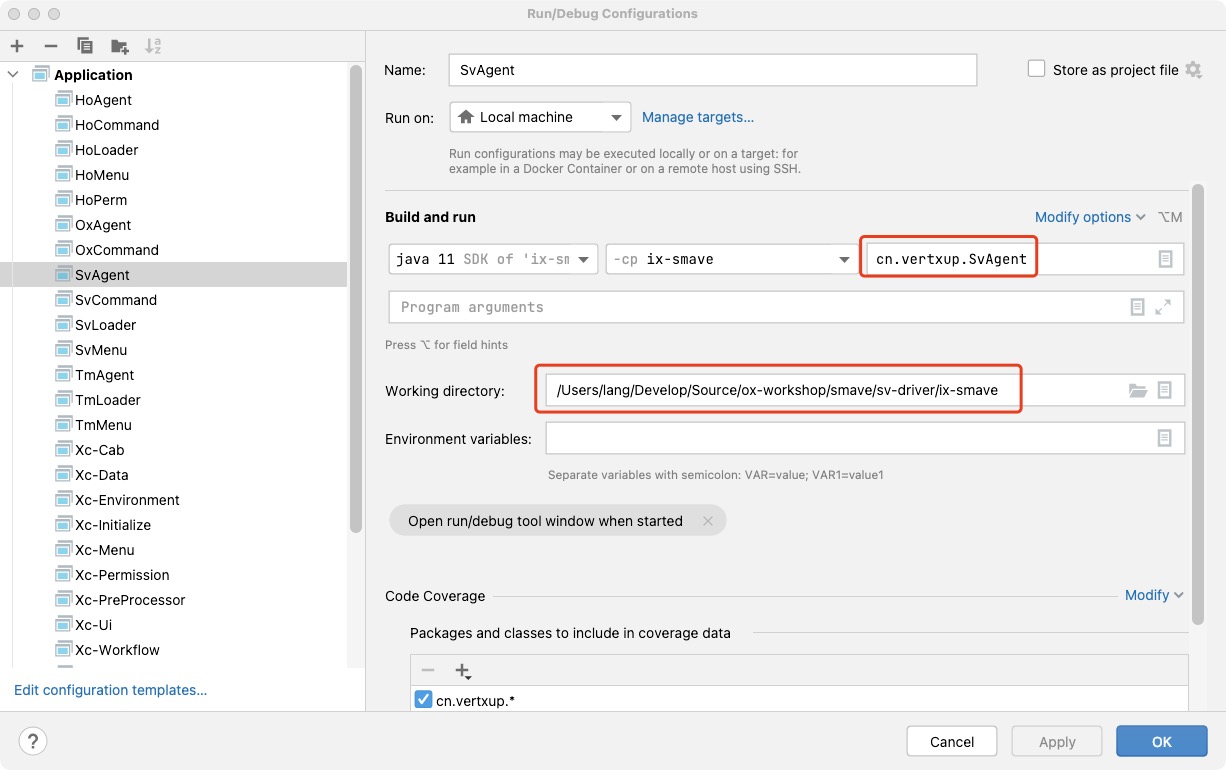 Run/Debug Configurations
Application
HoAgent
HoCommand
HoLoader
HoMenu
HoPerm
OxAgent
OxCommand
SvAgent
SvCommand
SvLoader
SvMenu
TmAgent
TmLoader
TmMenu
Xc-Cab
Xc-Data
Xc-Environment
Xc-Initialize
Xc-Menu
Xc-Permission
Xc-PreProcessor
Xc-Ui
Xc-Workflow
Edit configuration templates...
Name: SvAgent Store as project file
Run on: Local machine Manage targets...
Run configurations may be executed locally or on a target: for
example in a Docker Container or on a remote host using SSH.
Build and run Modify options ⌥M
java 11 SDK of 'ix-sm -cp ix-smave cn.vertxup.SvAgent
Program arguments
Press ⌥ for field hints
Working directory: /Users/lang/Develop/Source/ox-workshop/smave/sv-driver/ix-smave
Environment variables:
Separate variables with semicolon: VAR=value; VAR1=value1
Open run/debug tool window when started
Code Coverage Modify
Packages and classes to include in coverage data
cn.vertxup.*
? Cancel Apply OK